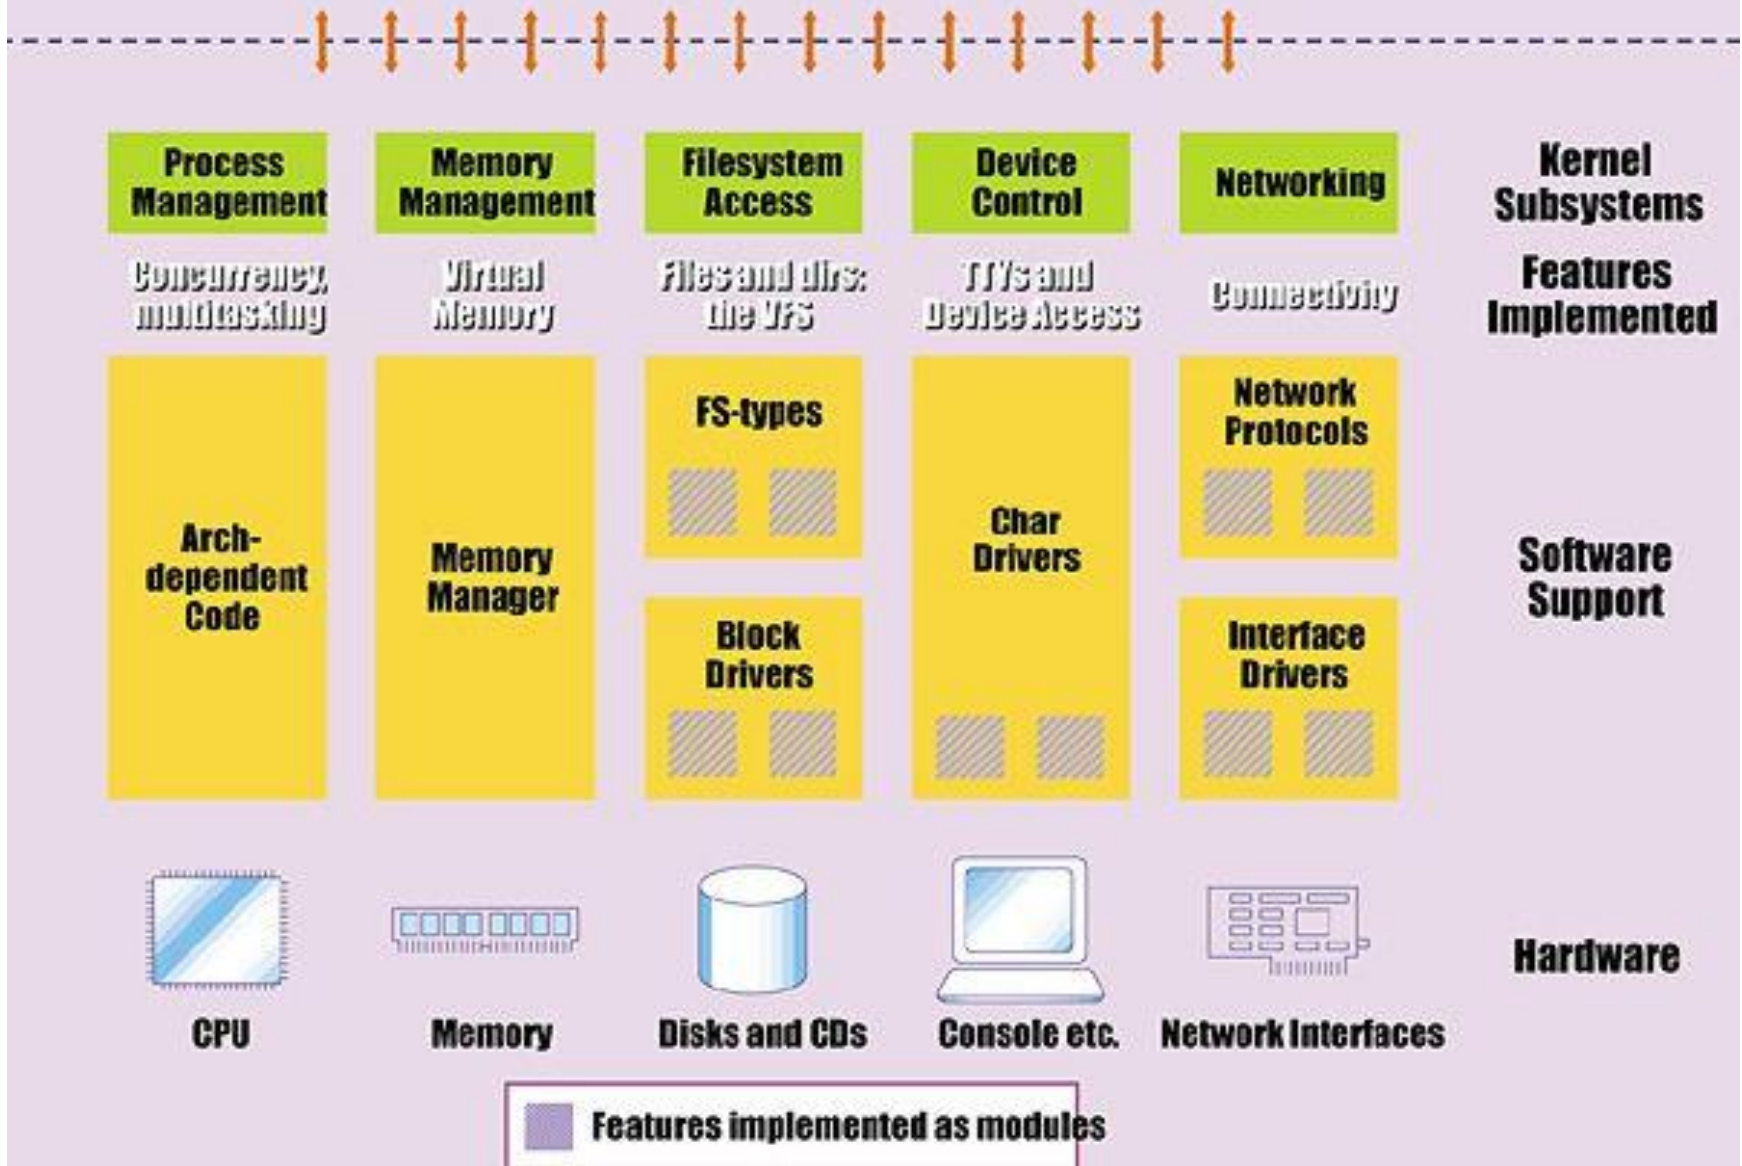 Process
Management
Memory
Management
Filesystem
Access
Device
Control
Networking
Kernel
Subsystems
Concurrency,
multitasking
Virtual
Memory
Files and dirs:
the VFS
TTYs and
Device Access
Connectivity
Features
Implemented
Arch-
dependent
Code
Memory
Manager
FS-types
Block
Drivers
Char
Drivers
Network
Protocols
Interface
Drivers
Software
Support
CPU
Memory
Disks and CDs
Console etc.
Network Interfaces
Hardware
Features implemented as modules